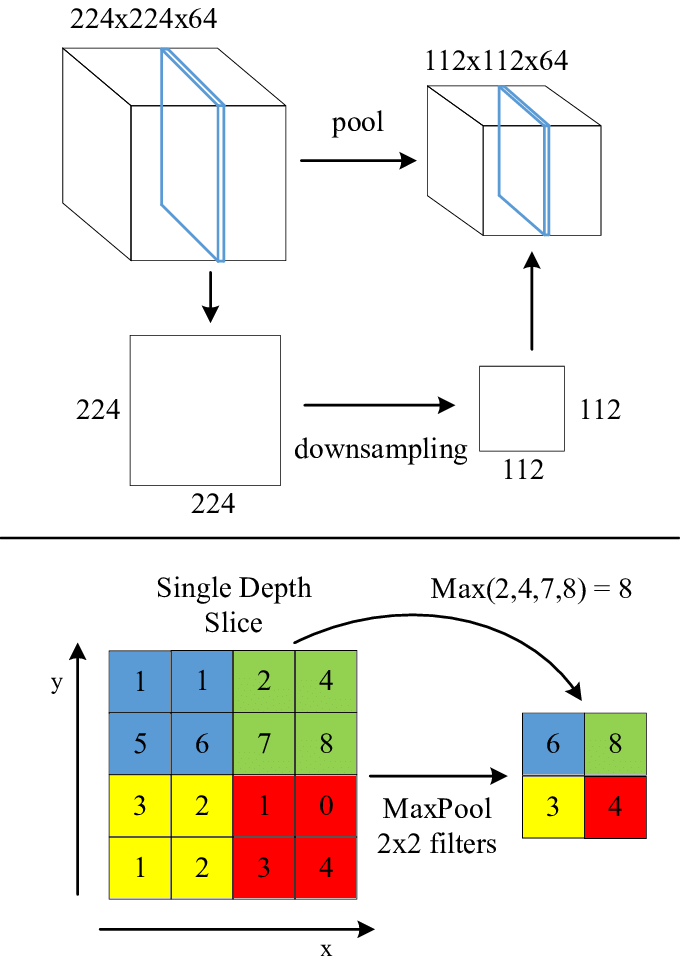 224x224x64
112x112x64
pool
224
224
downsampling
112
112
Single Depth
Slice
Max(2,4,7,8) = 8
y
1 1 2 4
5 6 7 8
3 2 1 0
1 2 3 4
6 8
3 4
MaxPool
2x2 filters
x